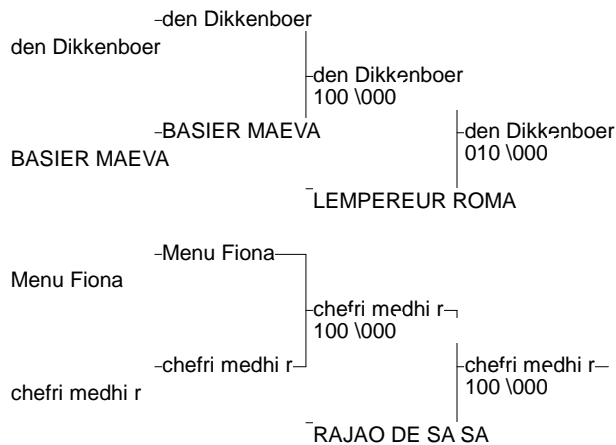 den Dikkenboer
den Dikkenboer
den Dikkenboer
100 \000
BASIER MAEVA
BASIER MAEVA
den Dikkenboer
010 \000
LEMPEREUR ROMA
Menu Fiona
Menu Fiona
chefri medhi r
100 \000
chefri medhi r
chefri medhi r
chefri medhi r
100 \000
RAJAO DE SA SA